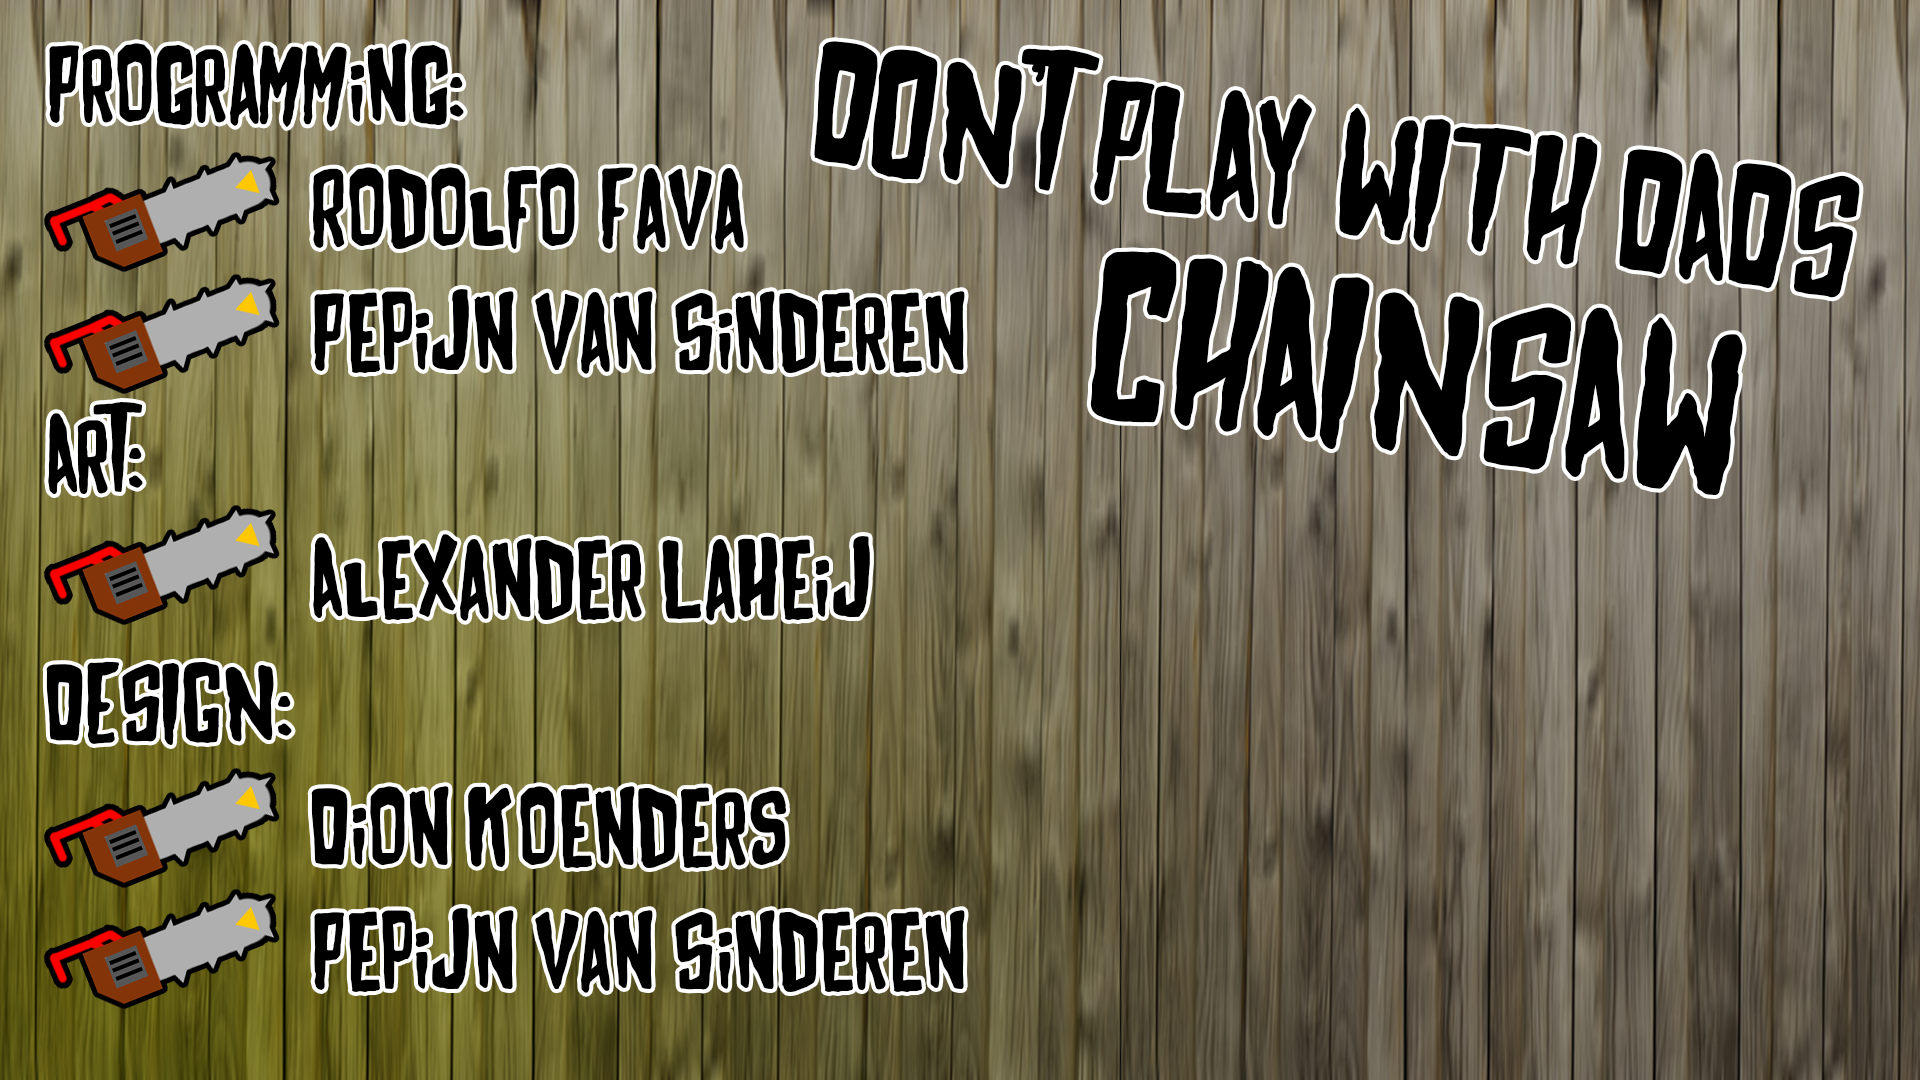 PROGRAMMiNG:
RODOLFO FAVA
PEPiJN VAN SiNDEREN
ART:
ALEXANDER LAHEiJ
DESIGN:
DiON KOENDERS
PEPiJN VAN SiNDEREN
DON'T PLAY WITH DADS
CHAINSAW